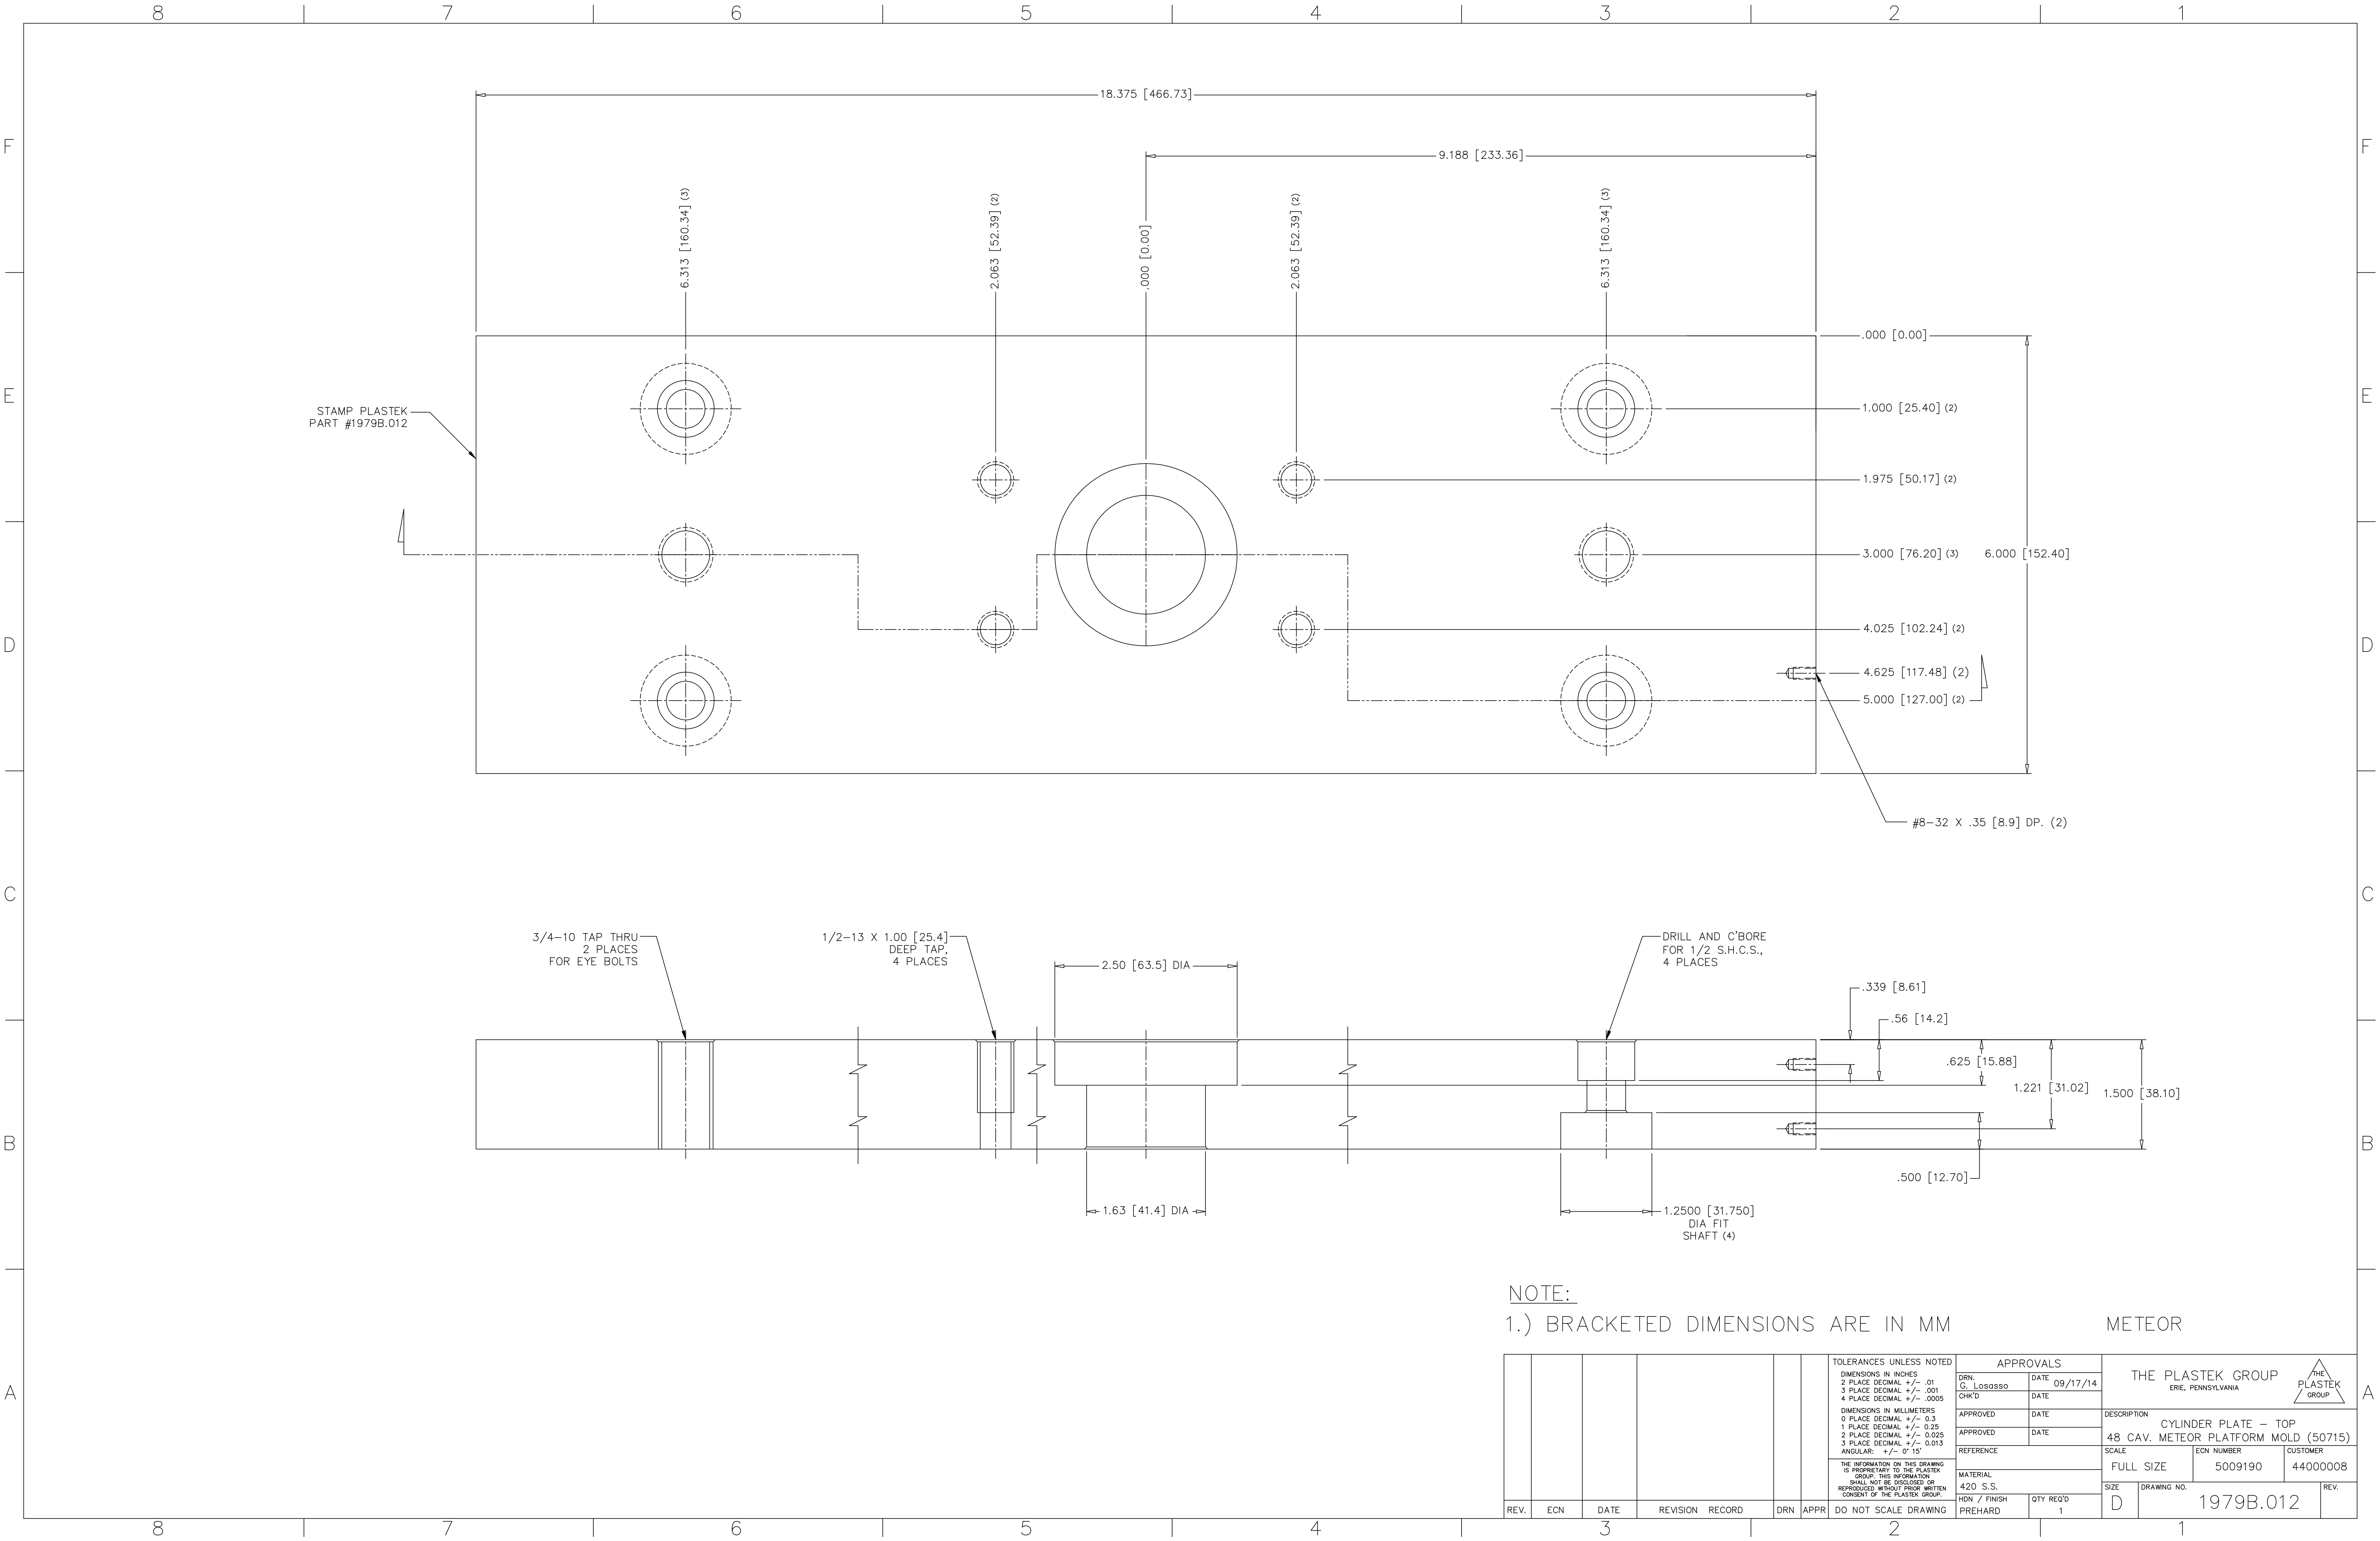 8 7 6 5 4 3 2 1
F F
E E
D D
C C
B B
A A
18.375 [466.73]
9.188 [233.36]
6.313 [160.34] (3)
2.063 [52.39] (2)
.000 [0.00]
2.063 [52.39] (2)
6.313 [160.34] (3)
.000 [0.00]
1.000 [25.40] (2)
STAMP PLASTEK
PART #1979B.012
1.975 [50.17] (2)
3.000 [76.20] (3)
6.000 [152.40]
4.025 [102.24] (2)
4.625 [117.48] (2)
5.000 [127.00] (2)
#8-32 X .35 [8.9] DP. (2)
3/4-10 TAP THRU
2 PLACES
FOR EYE BOLTS
1/2-13 X 1.00 [25.4]
DEEP TAP,
4 PLACES
2.50 [63.5] DIA
DRILL AND C'BORE
FOR 1/2 S.H.C.S.,
4 PLACES
.339 [8.61]
.56 [14.2]
.625 [15.88]
1.221 [31.02]
1.500 [38.10]
.500 [12.70]
1.63 [41.4] DIA
1.2500 [31.750]
DIA FIT
SHAFT (4)
NOTE:
1.) BRACKETED DIMENSIONS ARE IN MM
METEOR
TOLERANCES UNLESS NOTED
DIMENSIONS IN INCHES
2 PLACE DECIMAL +/- .01
3 PLACE DECIMAL +/- .001
4 PLACE DECIMAL +/- .0005
DIMENSIONS IN MILLIMETERS
0 PLACE DECIMAL +/- 0.3
1 PLACE DECIMAL +/- 0.25
2 PLACE DECIMAL +/- 0.025
3 PLACE DECIMAL +/- 0.013
ANGULAR: +/- 0° 15'
THE INFORMATION ON THIS DRAWING
IS PROPRIETARY TO THE PLASTEK
GROUP. THIS INFORMATION
SHALL NOT BE DISCLOSED OR
REPRODUCED WITHOUT PRIOR WRITTEN
CONSENT OF THE PLASTEK GROUP.
DO NOT SCALE DRAWING
REV. ECN DATE REVISION RECORD DRN APPR
APPROVALS
DRN. G. Losasso DATE 09/17/14
CHK'D DATE
APPROVED DATE
APPROVED DATE
REFERENCE
MATERIAL
420 S.S.
HDN / FINISH
PREHARD
QTY REQ'D
1
THE PLASTEK GROUP
ERIE, PENNSYLVANIA
THE
PLASTEK
GROUP
DESCRIPTION
CYLINDER PLATE - TOP
48 CAV. METEOR PLATFORM MOLD (50715)
SCALE
FULL SIZE
ECN NUMBER
5009190
CUSTOMER
44000008
SIZE
D
DRAWING NO.
1979B.012
REV.
8 7 6 5 4 3 2 1